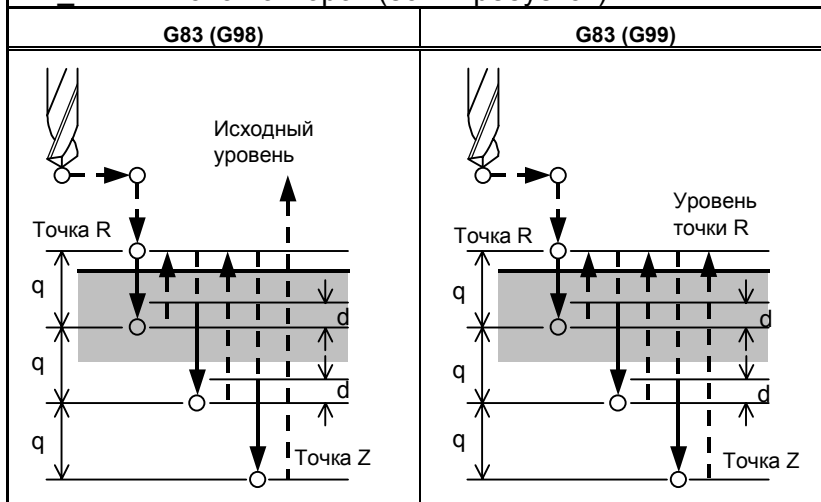 G83 (G98)
G83 (G99)
Исходный
уровень
Точка R
q
q
q
d
d
Точка Z
Уровень
точки R
Точка R
q
q
q
d
d
Точка Z